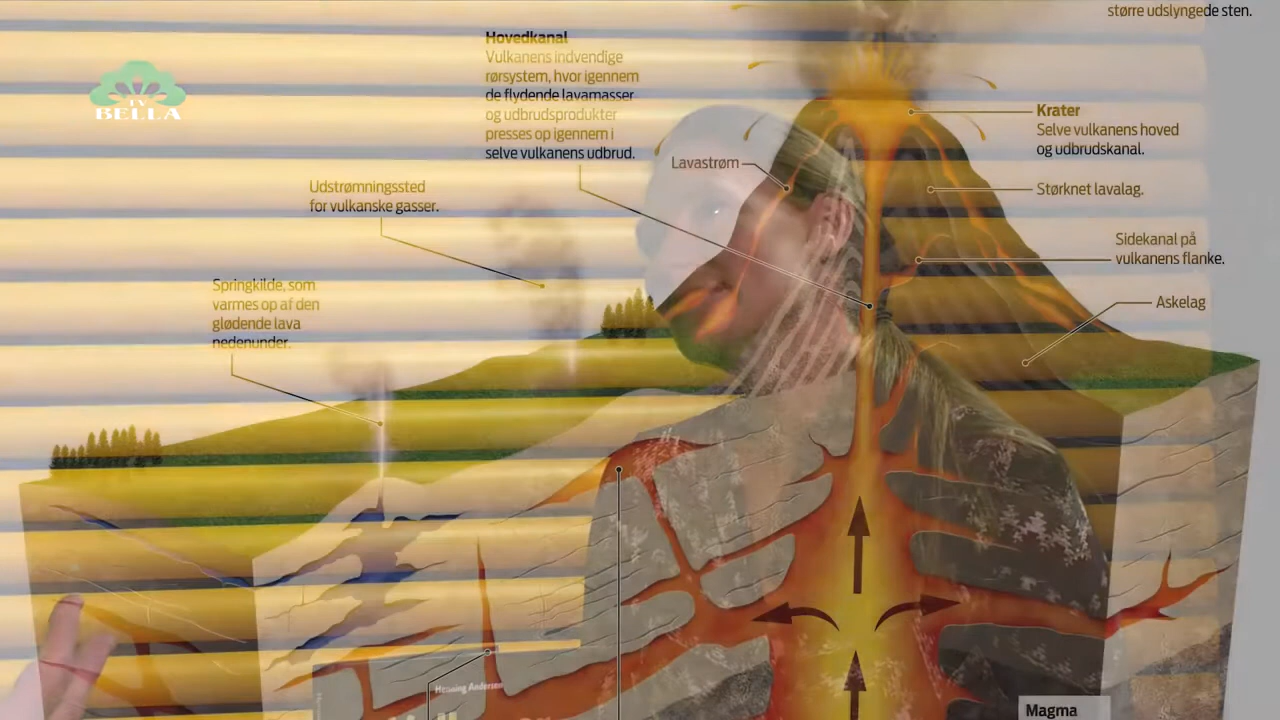 større udslyngede sten.
Hovedkanal
Vulkanens indvendige
rørsystem, hvor igennem
de flydende lavamasser
og udbrudsprodukter
presses op igennem i
selve vulkanens udbrud.
TV
BELLA
Krater
Selve vulkanens hoved
og udbrudskanal.
Lavastrøm
Størknet lavalag.
Udstrømningssted
for vulkanske gasser.
Sidekanal på
vulkanens flanke.
Springkilde, som
varmes op af den
glødende lava
nedenunder.
Askelag
Henning Andersen
Magma